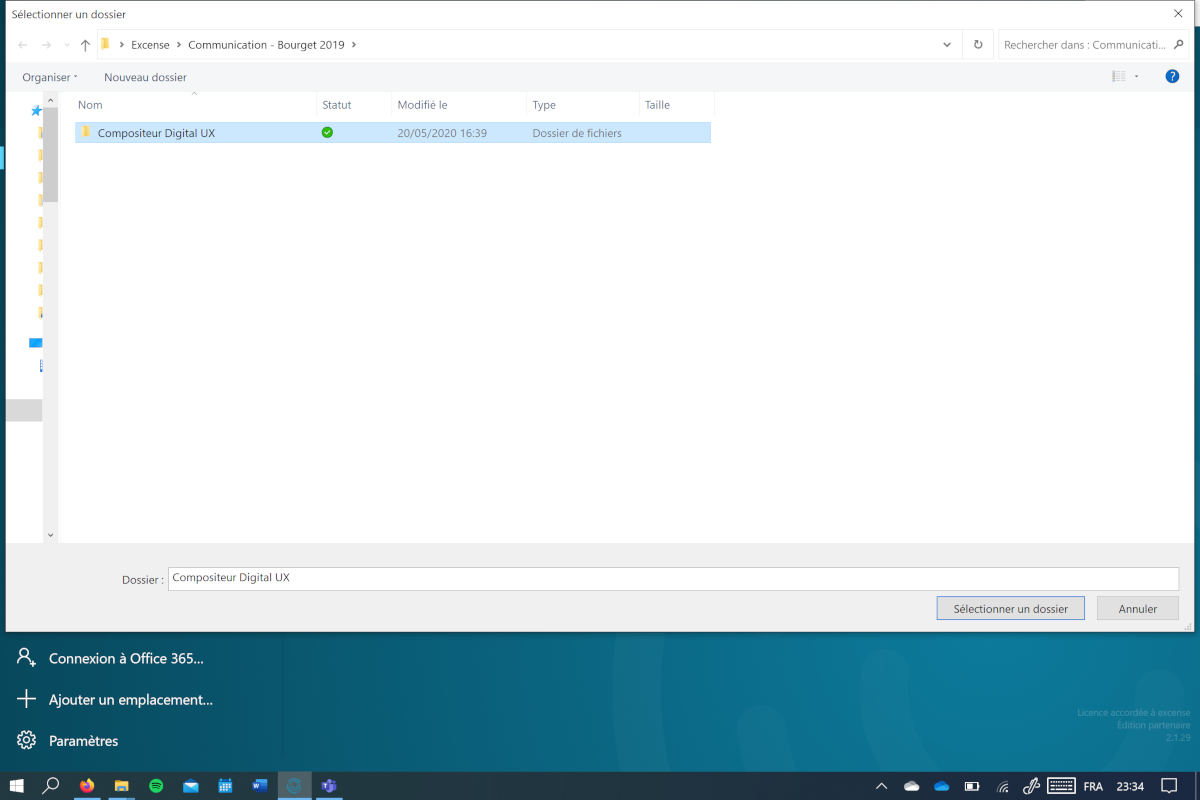 Sélectionner un dossier
Excense > Communication - Bourget 2019 >
Rechercher dans : Communicati...
Organiser
Nouveau dossier
?
Nom Statut Modifié le Type Taille
Compositeur Digital UX 20/05/2020 16:39 Dossier de fichiers
Dossier : Compositeur Digital UX
Sélectionner un dossier Annuler
Connexion à Office 365...
Ajouter un emplacement...
Paramètres
Licence accordée à excense
Édition partenaire
2.1.29
FRA 23:34